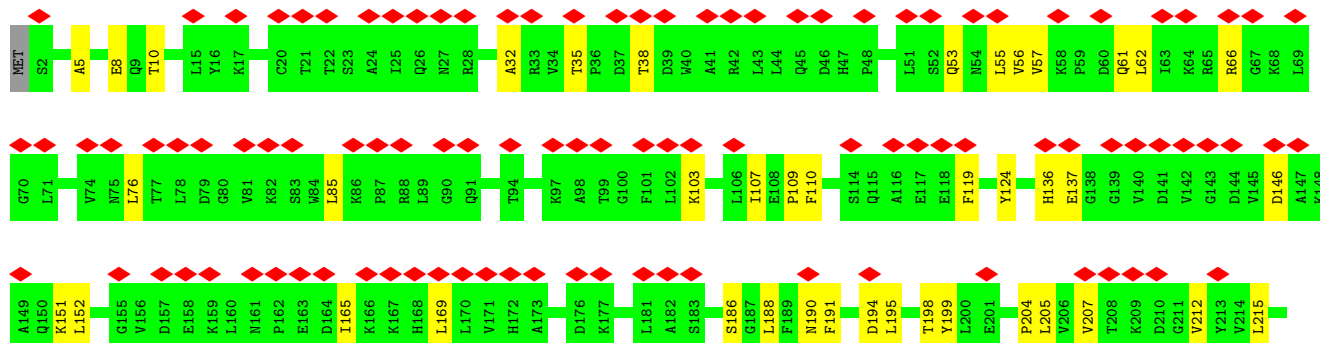 MET S2 A5 E8 Q9 T10 L15 Y16 K17 C20 T21 T22 S23 A24 I25 Q26 N27 R28 A32 R33 V34 T35 P36 D37 T38 D39 W40 A41 R42 L43 L44 Q45 D46 H47 P48 L51 S52 Q53 N54 L55 V56 V57 K58 P59 D60 Q61 L62 I63 K64 R65 R66 G67 K68 L69
G70 L71 V74 N75 L76 T77 L78 D79 G80 V81 K82 S83 W84 L85 K86 P87 R88 L89 G90 Q91 T94 K97 A98 T99 G100 F101 L102 K103 L106 I107 E108 P109 F110 S114 Q115 A116 E117 E118 F119 Y124 H136 E137 G138 G139 V140 D141 V142 G143 D144 V145 D146 A147 K148
A149 Q150 K151 L152 G155 V156 D157 E158 K159 L160 N161 P162 E163 D164 I165 K166 K167 H168 L169 L170 V171 H172 A173 D176 K177 L181 A182 S183 S186 G187 L188 F189 N190 F191 D194 L195 T198 Y199 L200 E201 P204 L205 V206 V207 T208 K209 D210 G211 V212 Y213 V214 L215